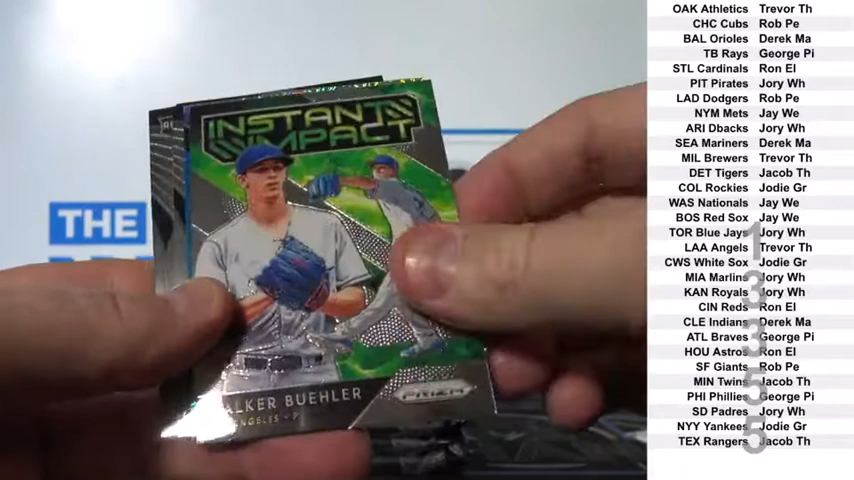 INSTANT
IMPACT
ALKER BUEHLER
ANGELES - P
PRIZM
THE
OAK Athletics Trevor Th
CHC Cubs Rob Pe
BAL Orioles Derek Ma
TB Rays George Pi
STL Cardinals Ron El
PIT Pirates Jory Wh
LAD Dodgers Rob Pe
NYM Mets Jay We
ARI Dbacks Jory Wh
SEA Mariners Derek Ma
MIL Brewers Trevor Th
DET Tigers Jacob Th
COL Rockies Jodie Gr
WAS Nationals Jay We
BOS Red Sox Jay We
TOR Blue Jays Jory Wh
LAA Angels Trevor Th
CWS White Sox Jodie Gr
MIA Marlins Jory Wh
KAN Royals Jory Wh
CIN Reds Ron El
CLE Indians Derek Ma
ATL Braves George Pi
HOU Astros Ron El
SF Giants Rob Pe
MIN Twins Jacob Th
PHI Phillies George Pi
SD Padres Jory Wh
NYY Yankees Jodie Gr
TEX Rangers Jacob Th